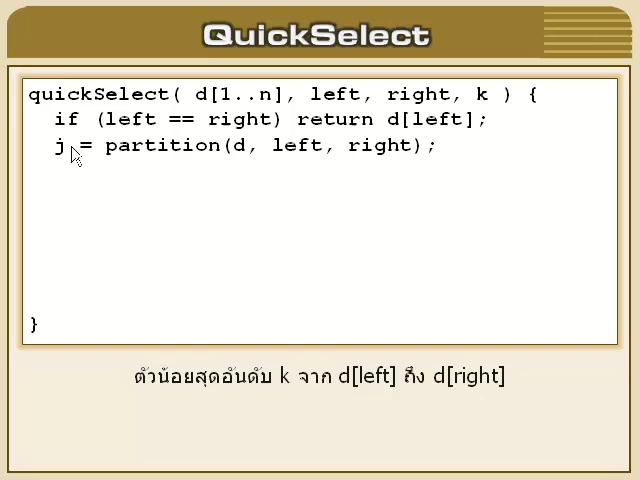 QuickSelect
quickSelect( d[1..n], left, right, k ) {
if (left == right) return d[left];
j = partition(d, left, right);
}
ตัวน้อยสุดอันดับ k จาก d[left] ถึง d[right]